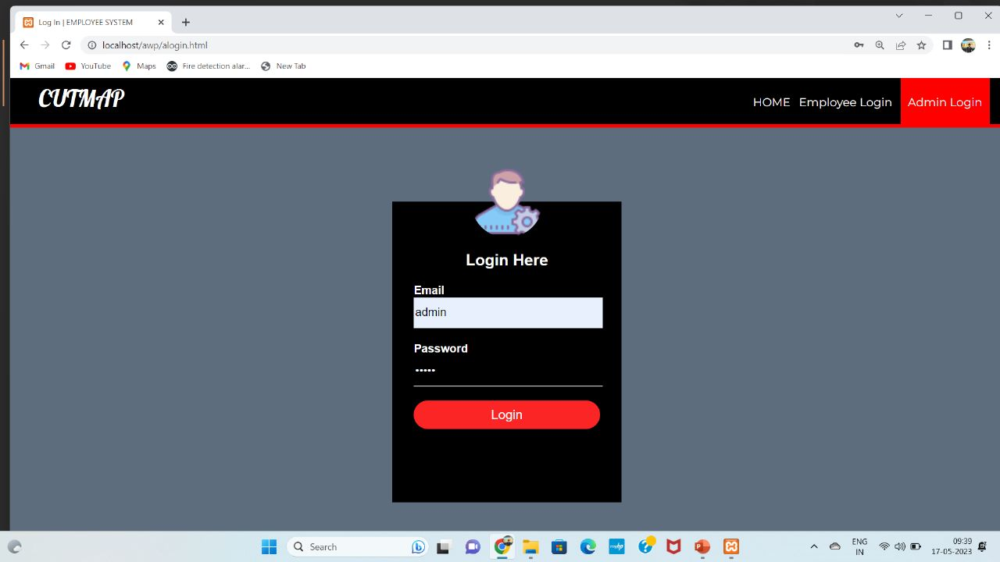 Log In | EMPLOYEE SYSTEM
localhost/awp/alogin.html
Gmail YouTube Maps Fire detection alar... New Tab
CUTMAP
HOME Employee Login Admin Login
Login Here
Email
admin
Password
•••••
Login
Search
myhp
ENG
IN
09:39
17-05-2023